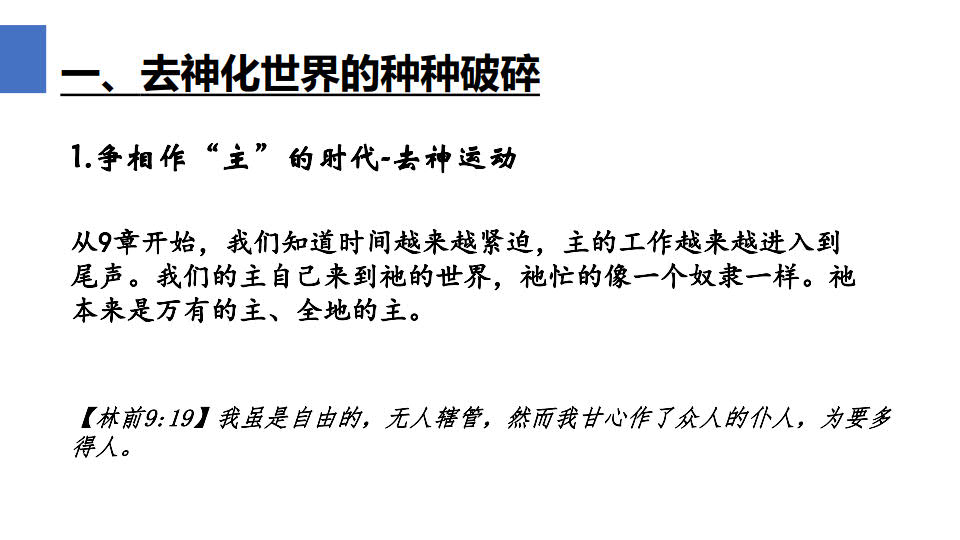 一、去神化世界的种种破碎
1.争相作“主”的时代-去神运动
从9章开始，我们知道时间越来越紧迫，主的工作越来越进入到
尾声。我们的主自己来到祂的世界，祂忙的像一个奴隶一样。祂
本来是万有的主、全地的主。
【林前9:19】我虽是自由的，无人辖管，然而我甘心作了众人的仆人，为要多
得人。